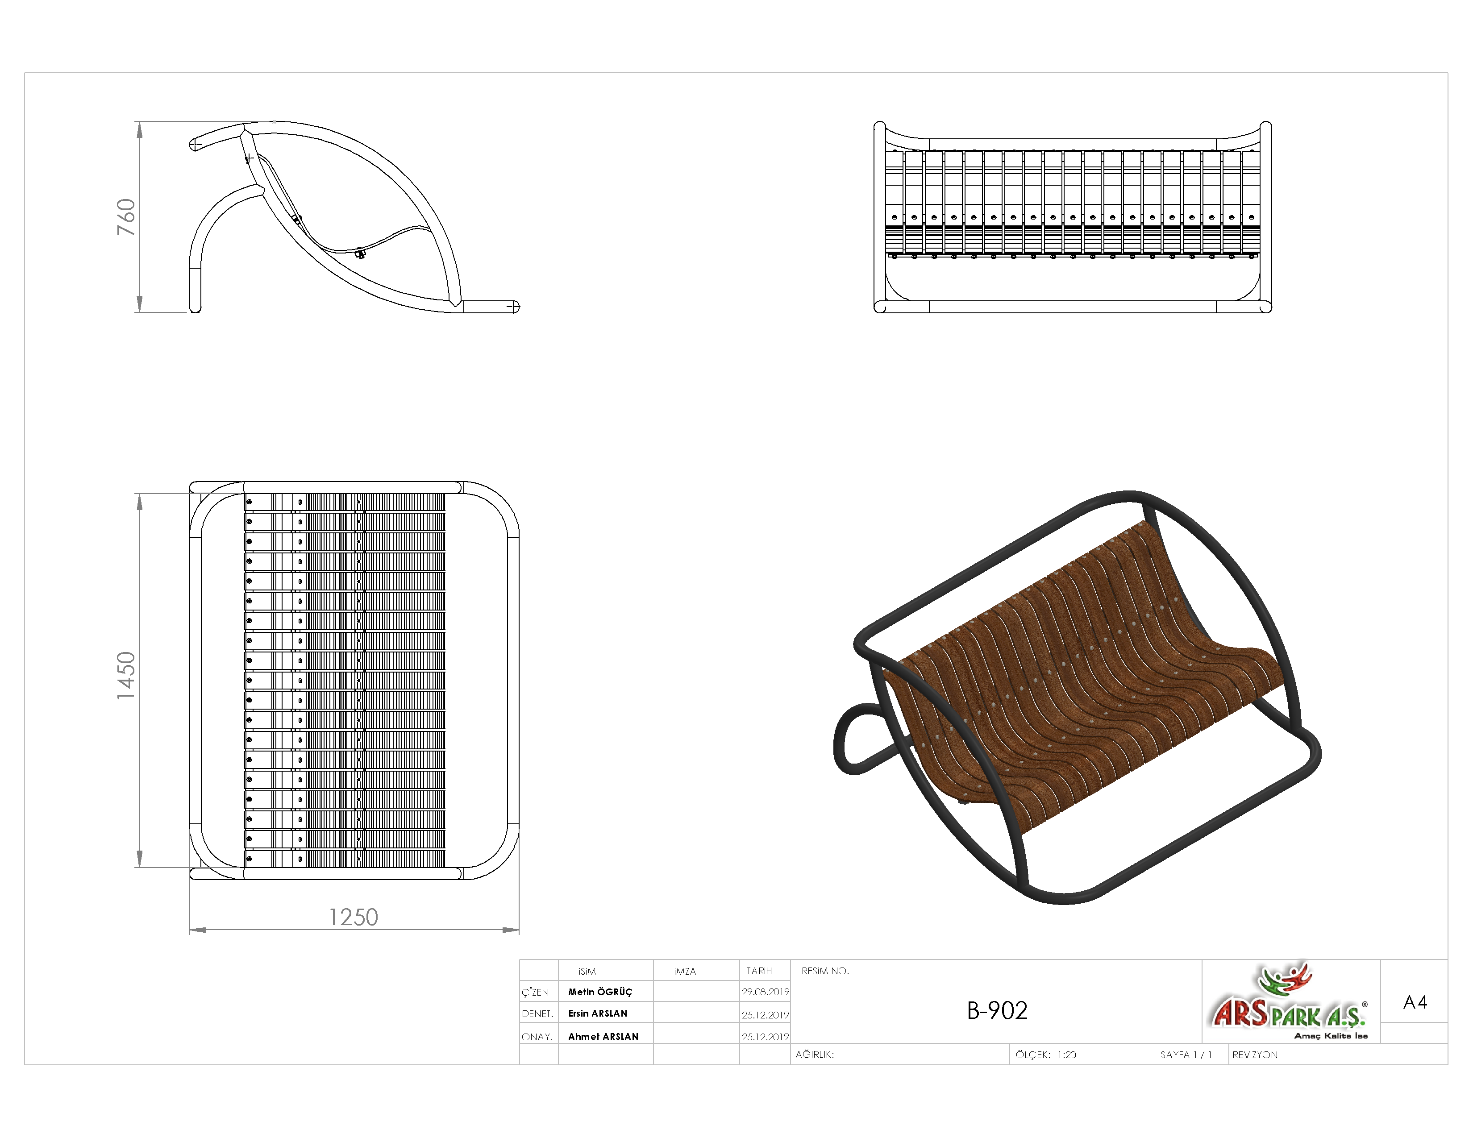 760
1450
1250
İSİM
İMZA
TARİH
RESİM NO.
ÇİZEN.
Metin ÖGRÜÇ
29.08.2019
DENET.
Ersin ARSLAN
25.12.2019
B-902
ARSPARK A.Ş.®
A4
ONAY.
Ahmet ARSLAN
25.12.2019
Amaç Kalite İse
AĞIRLIK:
ÖLÇEK: 1:20
SAYFA 1 / 1
REVİZYON